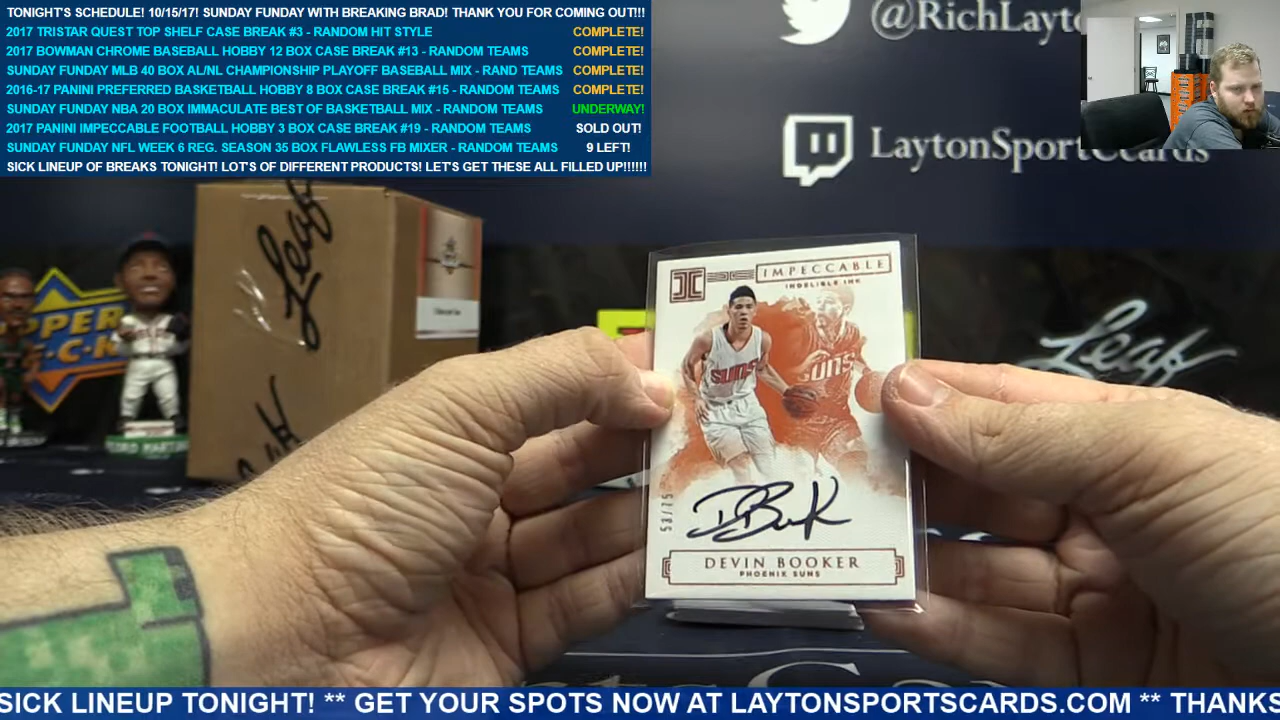 TONIGHT'S SCHEDULE! 10/15/17! SUNDAY FUNDAY WITH BREAKING BRAD! THANK YOU FOR COMING OUT!!!
2017 TRISTAR QUEST TOP SHELF CASE BREAK #3 - RANDOM HIT STYLE COMPLETE!
2017 BOWMAN CHROME BASEBALL HOBBY 12 BOX CASE BREAK #13 - RANDOM TEAMS COMPLETE!
SUNDAY FUNDAY MLB 40 BOX AL/NL CHAMPIONSHIP PLAYOFF BASEBALL MIX - RAND TEAMS COMPLETE!
2016-17 PANINI PREFERRED BASKETBALL HOBBY 8 BOX CASE BREAK #15 - RANDOM TEAMS COMPLETE!
SUNDAY FUNDAY NBA 20 BOX IMMACULATE BEST OF BASKETBALL MIX - RANDOM TEAMS UNDERWAY!
2017 PANINI IMPECCABLE FOOTBALL HOBBY 3 BOX CASE BREAK #19 - RANDOM TEAMS SOLD OUT!
SUNDAY FUNDAY NFL WEEK 6 REG. SEASON 35 BOX FLAWLESS FB MIXER - RANDOM TEAMS 9 LEFT!
SICK LINEUP OF BREAKS TONIGHT! LOT'S OF DIFFERENT PRODUCTS! LET'S GET THESE ALL FILLED UP!!!!!!
@RichLayto
LaytonSportCcards
Leaf
UPPER
DECK
Leaf
IMPECCABLE
INDELIBLE INK
SUNS
SUNS
53/75
DEVIN BOOKER
PHOENIX SUNS
SICK LINEUP TONIGHT! ** GET YOUR SPOTS NOW AT LAYTONSPORTSCARDS.COM ** THANKS